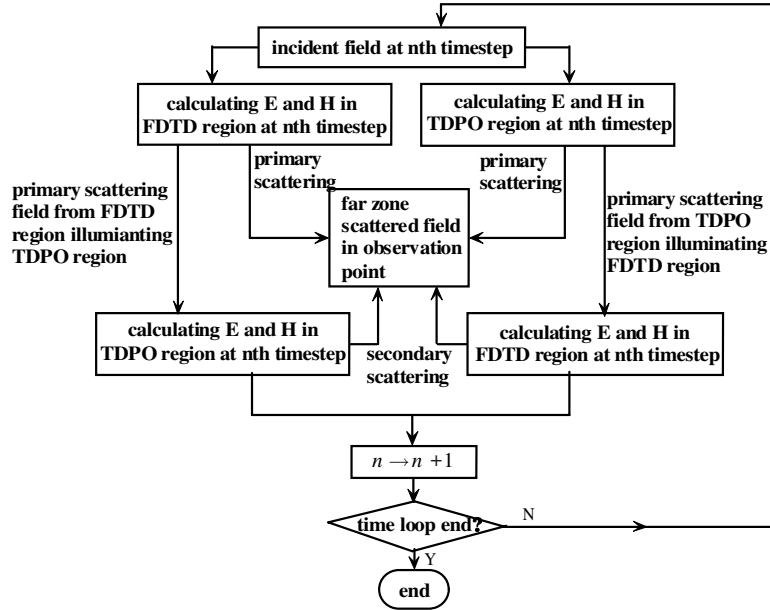 incident field at nth timestep
calculating E and H in
FDTD region at nth timestep
calculating E and H in
TDPO region at nth timestep
primary
scattering
primary
scattering
primary scattering
field from FDTD
region illumianting
TDPO region
far zone
scattered field
in observation
point
primary scattering
field from TDPO
region illuminating
FDTD region
calculating E and H in
TDPO region at nth timestep
secondary
scattering
calculating E and H in
FDTD region at nth timestep
n → n +1
time loop end?
N
Y
end